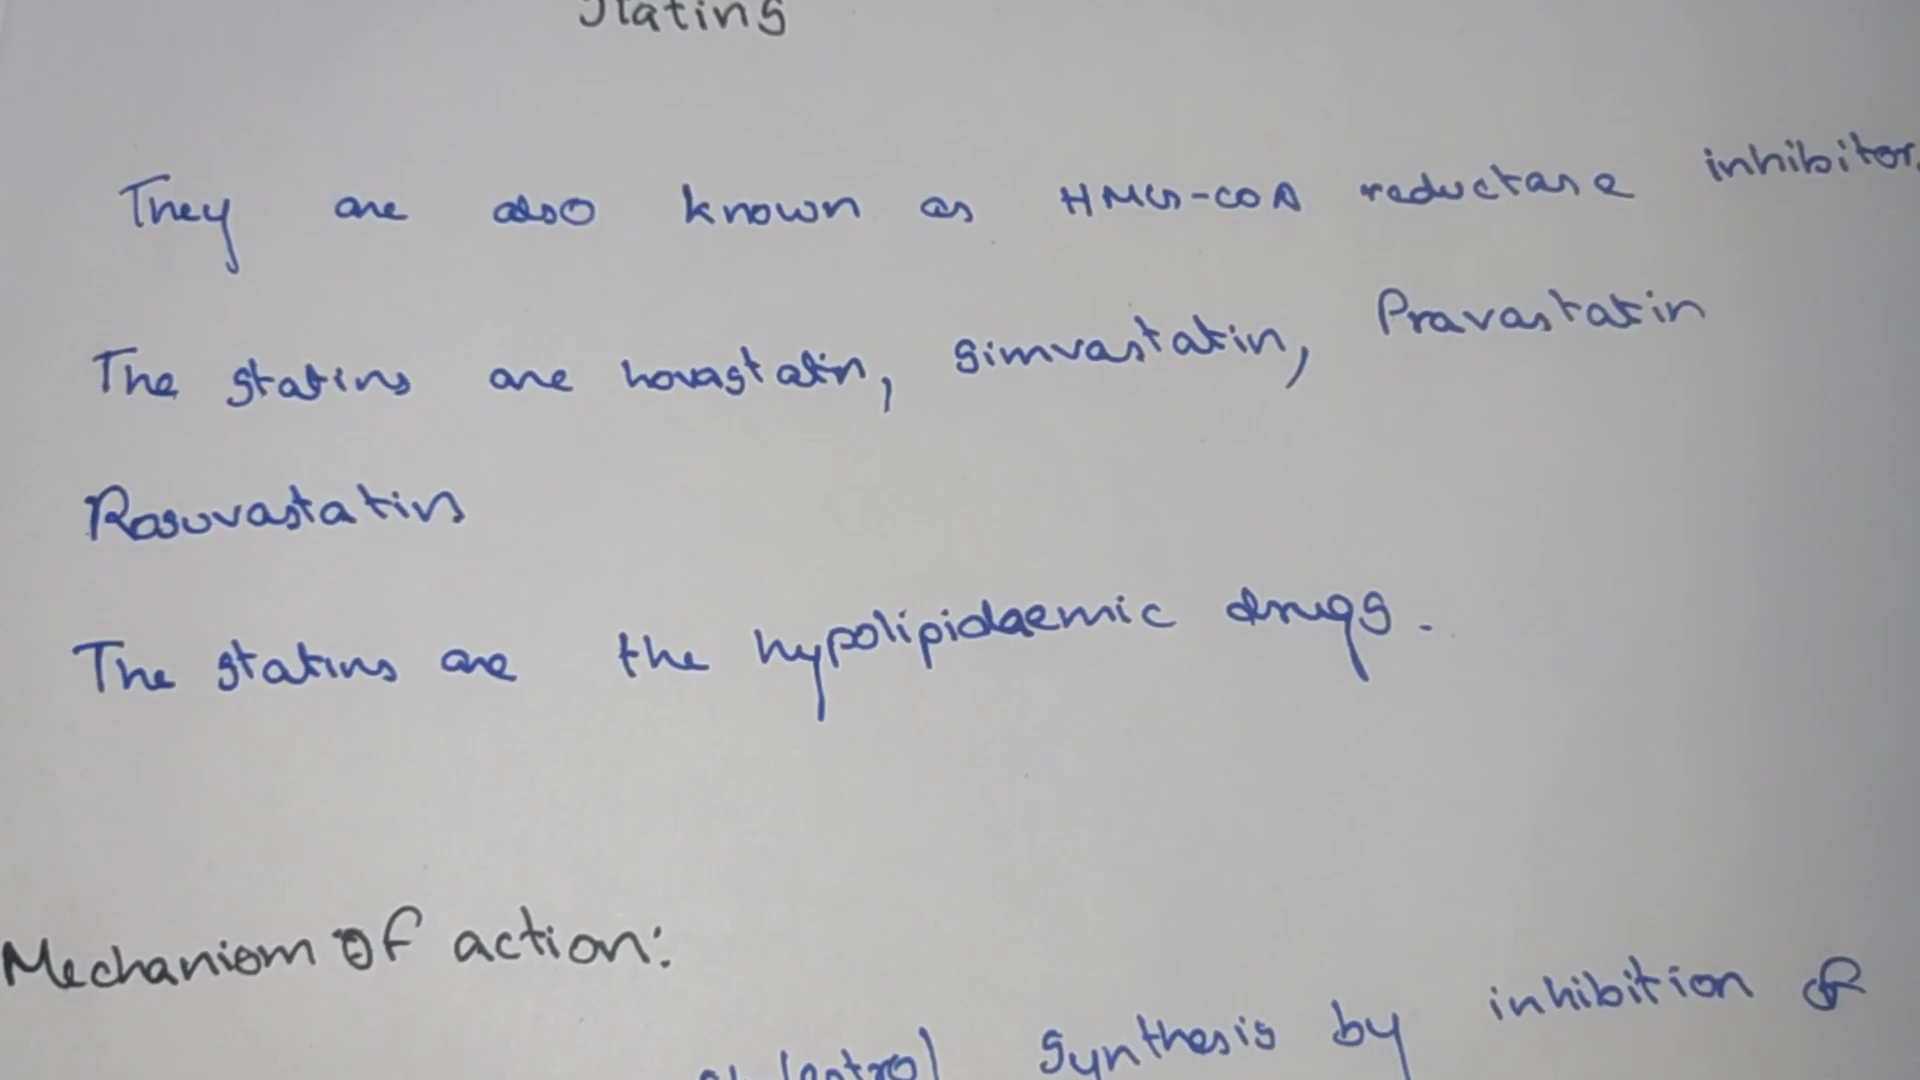 Statins
They are also known as HMG-COA reductase inhibitor
The statins are lovastatin, simvastatin, Pravastatin
Rosuvastatin
The statins are the hypolipidaemic drugs.
Mechanism of action:
synthesis by inhibition of